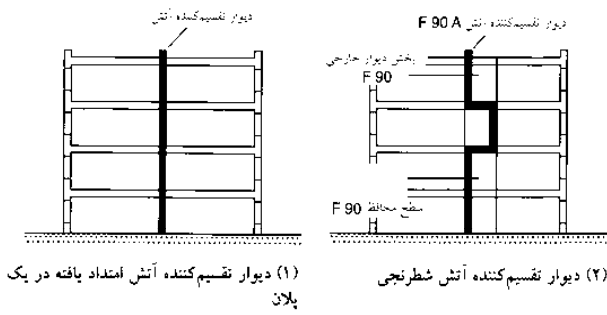 دیوار تقسیم‌کننده آتش
دیوار تقسیم‌کننده آتش F 90 A
بخش دیوار خارجی
F 90
سطح محافظ F 90
(۱) دیوار تقسیم‌کننده آتش امتداد یافته در یک
پلان
(۲) دیوار تقسیم‌کننده آتش شطرنجی